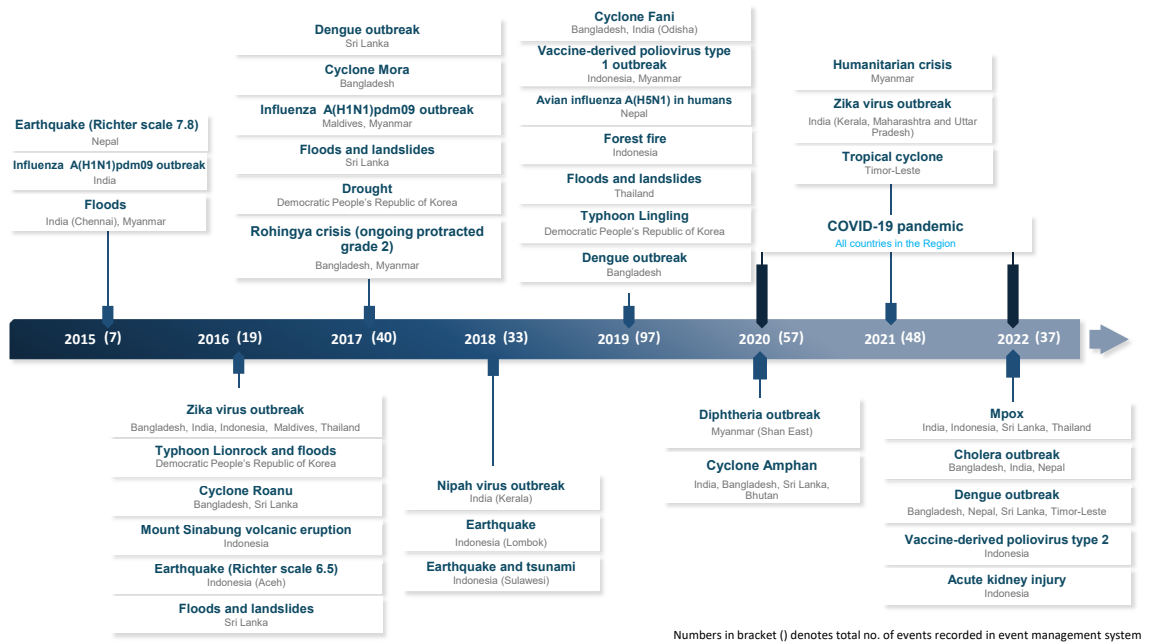 Earthquake (Richter scale 7.8)
Nepal
Influenza A(H1N1)pdm09 outbreak
India
Floods
India (Chennai), Myanmar
Dengue outbreak
Sri Lanka
Cyclone Mora
Bangladesh
Influenza A(H1N1)pdm09 outbreak
Maldives, Myanmar
Floods and landslides
Sri Lanka
Drought
Democratic People's Republic of Korea
Rohingya crisis (ongoing protracted
grade 2)
Bangladesh, Myanmar
Cyclone Fani
Bangladesh, India (Odisha)
Vaccine-derived poliovirus type
1 outbreak
Indonesia, Myanmar
Avian influenza A(H5N1) in humans
Nepal
Forest fire
Indonesia
Floods and landslides
Thailand
Typhoon Lingling
Democratic People's Republic of Korea
Dengue outbreak
Bangladesh
Humanitarian crisis
Myanmar
Zika virus outbreak
India (Kerala, Maharashtra and Uttar
Pradesh)
Tropical cyclone
Timor-Leste
COVID-19 pandemic
All countries in the Region
2015 (7) 2016 (19) 2017 (40) 2018 (33) 2019 (97) 2020 (57) 2021 (48) 2022 (37)
Zika virus outbreak
Bangladesh, India, Indonesia, Maldives, Thailand
Typhoon Lionrock and floods
Democratic People's Republic of Korea
Cyclone Roanu
Bangladesh, Sri Lanka
Mount Sinabung volcanic eruption
Indonesia
Earthquake (Richter scale 6.5)
Indonesia (Aceh)
Floods and landslides
Sri Lanka
Nipah virus outbreak
India (Kerala)
Earthquake
Indonesia (Lombok)
Earthquake and tsunami
Indonesia (Sulawesi)
Diphtheria outbreak
Myanmar (Shan East)
Cyclone Amphan
India, Bangladesh, Sri Lanka,
Bhutan
Mpox
India, Indonesia, Sri Lanka, Thailand
Cholera outbreak
Bangladesh, India, Nepal
Dengue outbreak
Bangladesh, Nepal, Sri Lanka, Timor-Leste
Vaccine-derived poliovirus type 2
Indonesia
Acute kidney injury
Indonesia
Numbers in bracket () denotes total no. of events recorded in event management system